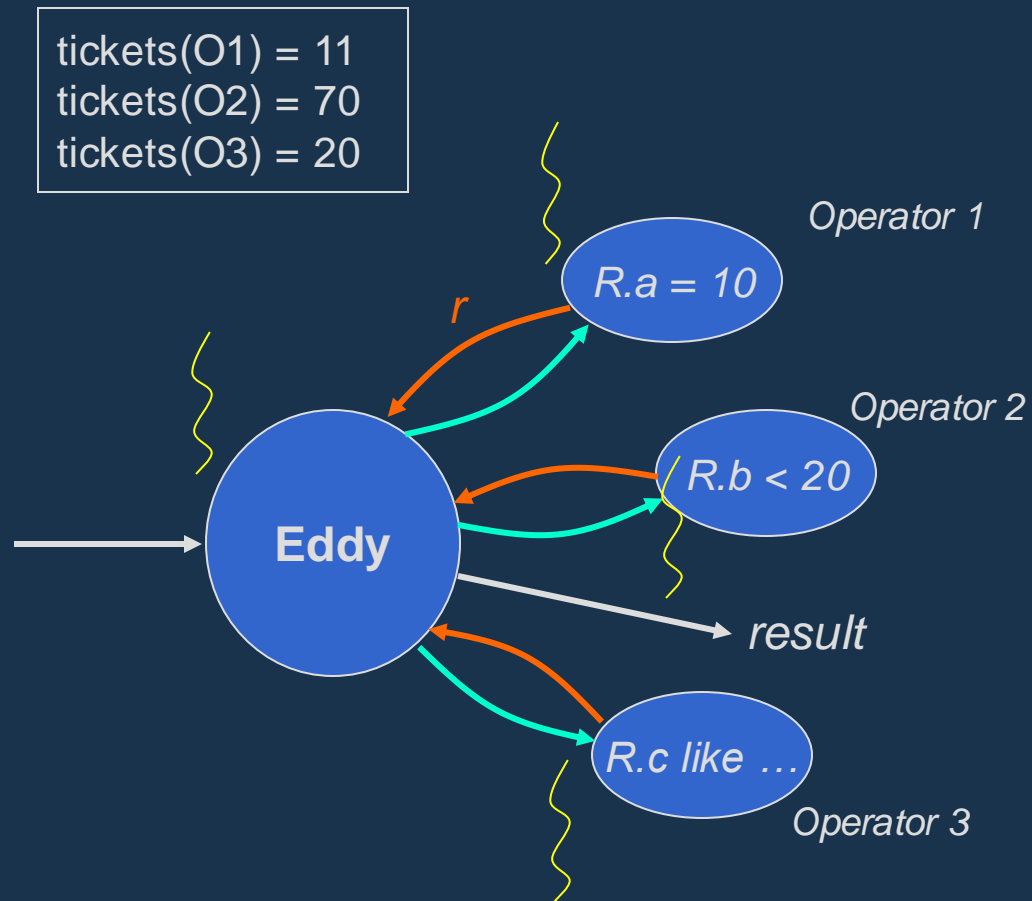 tickets(O1) = 11
tickets(O2) = 70
tickets(O3) = 20
Operator 1
R.a = 10
r
Operator 2
R.b < 20
Eddy
result
R.c like …
Operator 3